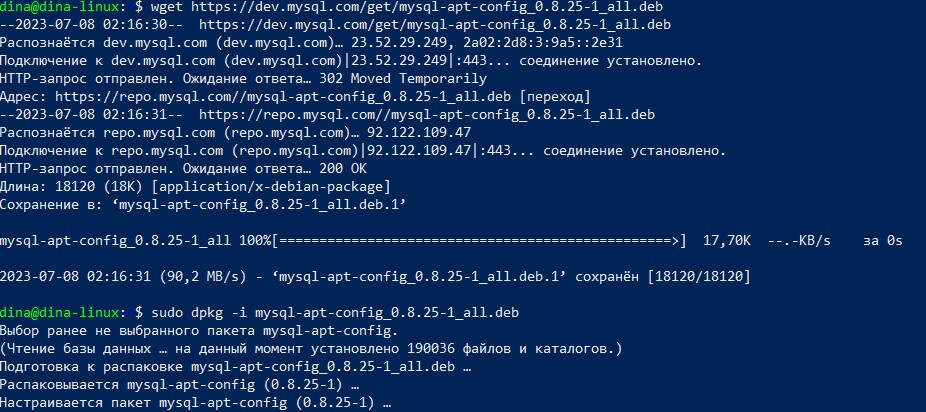 dina@dina-linux:~$ wget https://dev.mysql.com/get/mysql-apt-config_0.8.25-1_all.deb
--2023-07-08 02:16:30--  https://dev.mysql.com/get/mysql-apt-config_0.8.25-1_all.deb
Распознаётся dev.mysql.com (dev.mysql.com)… 23.52.29.249, 2a02:2d8:3:9a5::2e31
Подключение к dev.mysql.com (dev.mysql.com)|23.52.29.249|:443... соединение установлено.
HTTP-запрос отправлен. Ожидание ответа… 302 Moved Temporarily
Адрес: https://repo.mysql.com//mysql-apt-config_0.8.25-1_all.deb [переход]
--2023-07-08 02:16:31--  https://repo.mysql.com//mysql-apt-config_0.8.25-1_all.deb
Распознаётся repo.mysql.com (repo.mysql.com)… 92.122.109.47
Подключение к repo.mysql.com (repo.mysql.com)|92.122.109.47|:443... соединение установлено.
HTTP-запрос отправлен. Ожидание ответа… 200 OK
Длина: 18120 (18K) [application/x-debian-package]
Сохранение в: ‘mysql-apt-config_0.8.25-1_all.deb.1’
mysql-apt-config_0.8.25-1_all 100%[=================================================>]  17,70K  --.-KB/s    за 0s
2023-07-08 02:16:31 (90,2 MB/s) - ‘mysql-apt-config_0.8.25-1_all.deb.1’ сохранён [18120/18120]
dina@dina-linux:~$ sudo dpkg -i mysql-apt-config_0.8.25-1_all.deb
Выбор ранее не выбранного пакета mysql-apt-config.
(Чтение базы данных … на данный момент установлено 190036 файлов и каталогов.)
Подготовка к распаковке mysql-apt-config_0.8.25-1_all.deb …
Распаковывается mysql-apt-config (0.8.25-1) …
Настраивается пакет mysql-apt-config (0.8.25-1) …